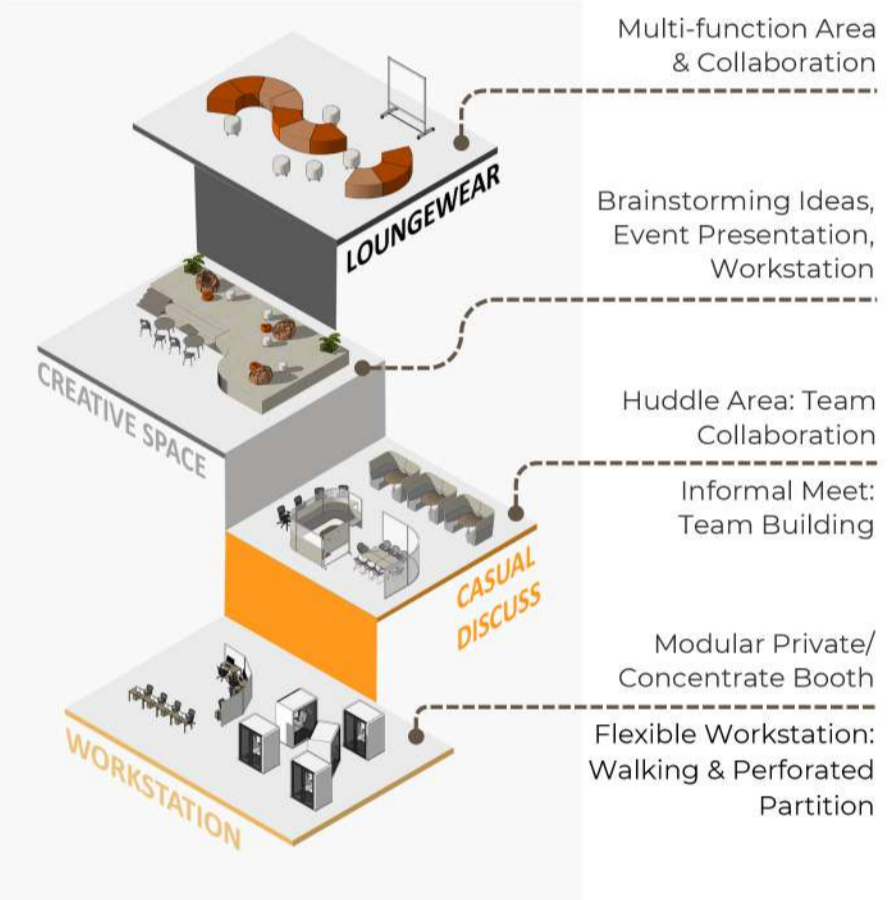 Multi-function Area
& Collaboration
LOUNGEWEAR
Brainstorming Ideas,
Event Presentation,
Workstation
CREATIVE SPACE
Huddle Area: Team
Collaboration
Informal Meet:
Team Building
CASUAL
DISCUSS
Modular Private/
Concentrate Booth
Flexible Workstation:
Walking & Perforated
Partition
WORKSTATION